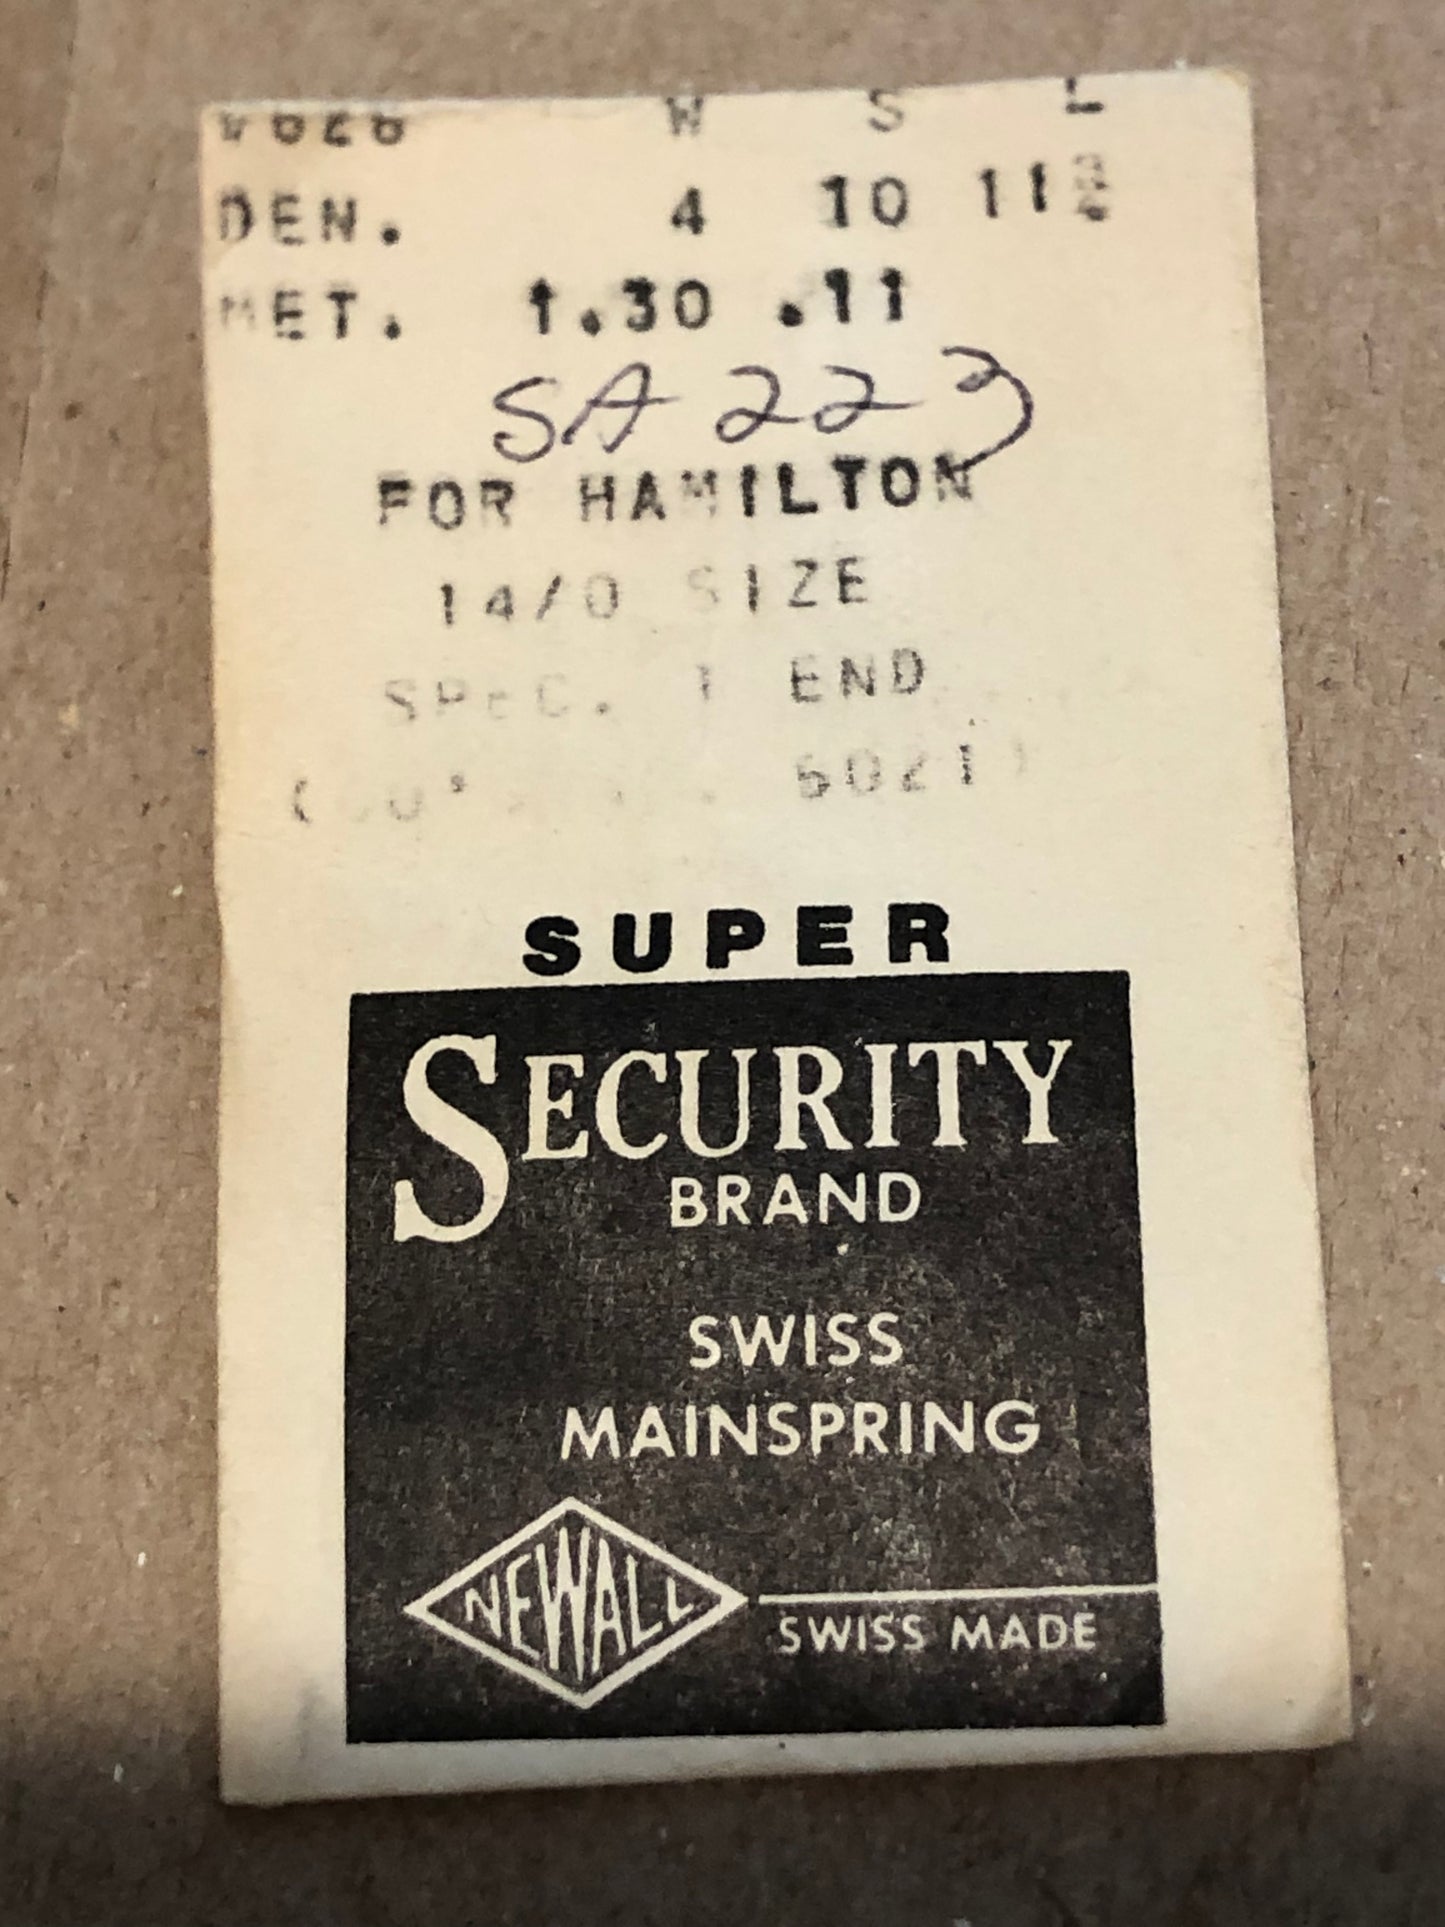 W S L
DEN. 4 10 11
MET. 1.30 .11
SA 223
FOR HAMILTON
14/0 SIZE
SPEC. 1 END
SUPER
SECURITY
BRAND
SWISS
MAINSPRING
NEWALL
SWISS MADE